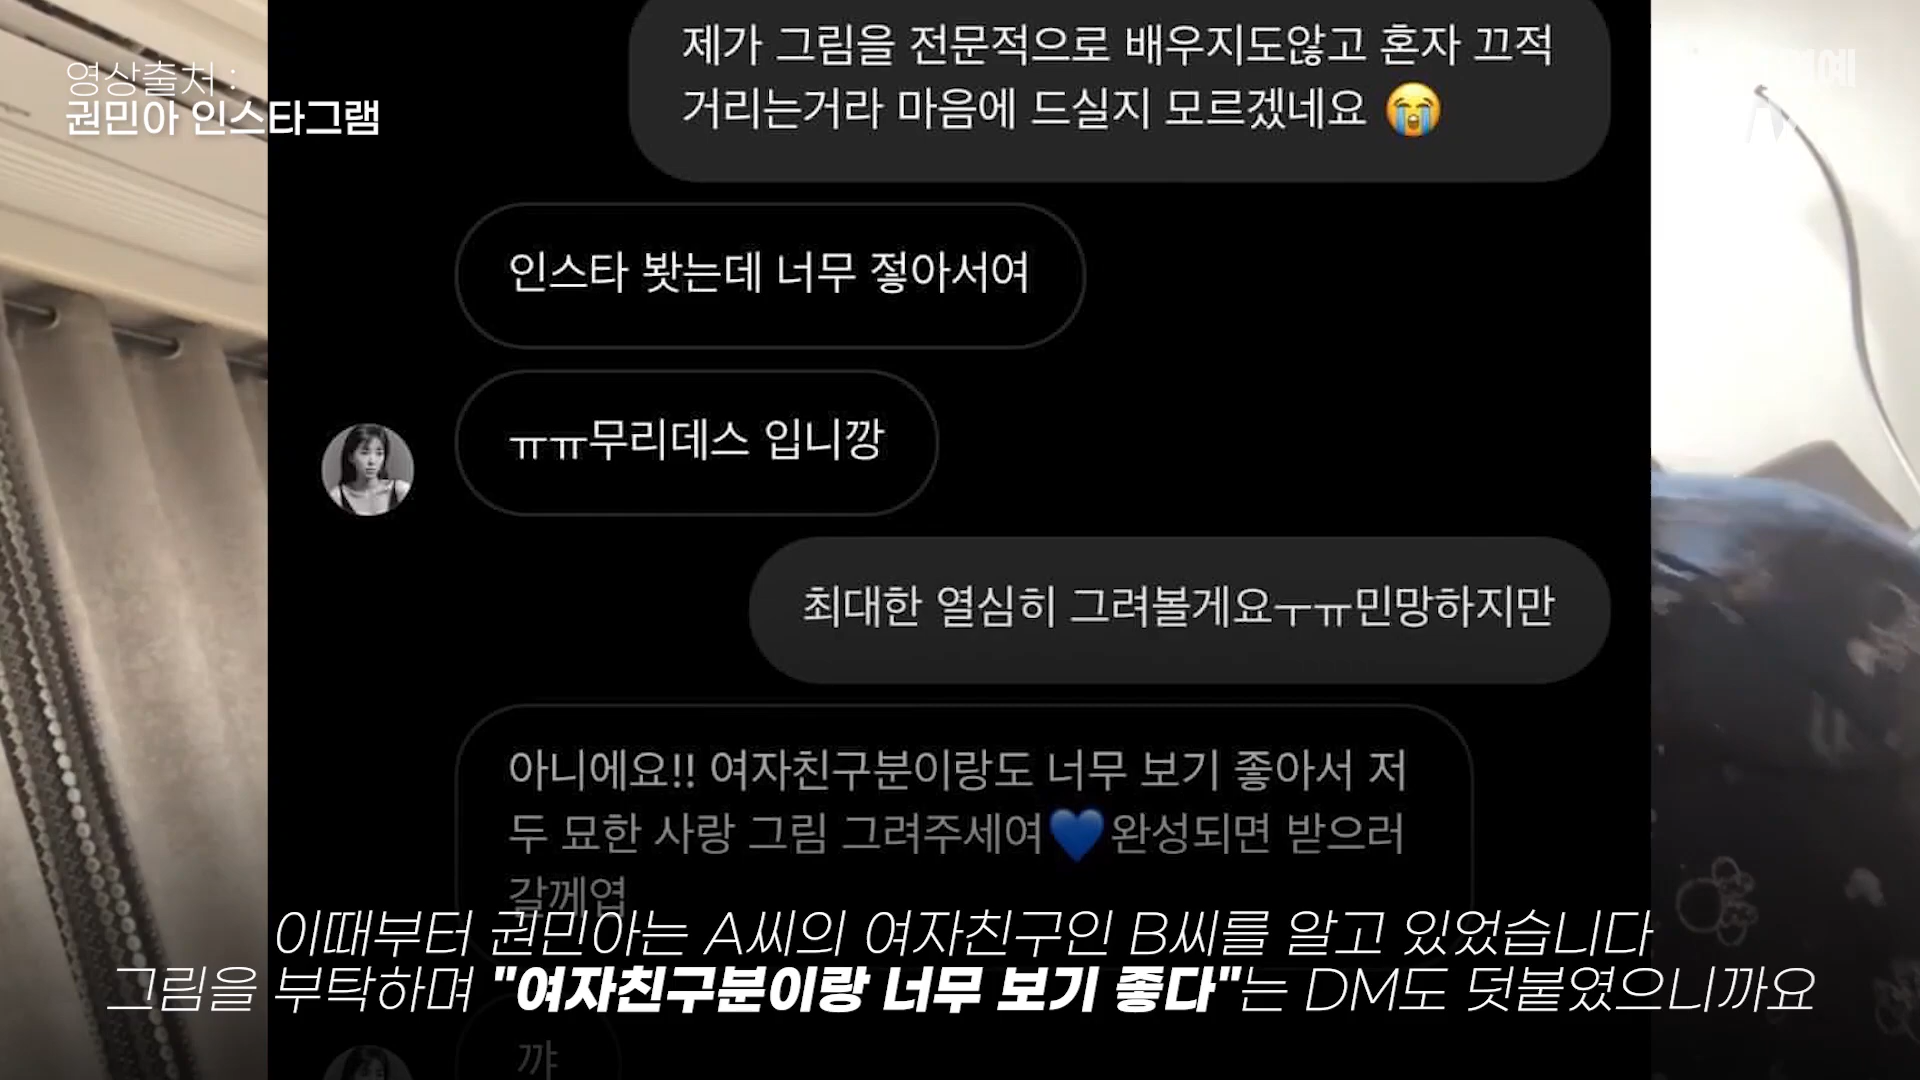 영상출처 :
권민아 인스타그램
제가 그림을 전문적으로 배우지도않고 혼자 끄적
거리는거라 마음에 드실지 모르겠네요 😭
인스타 봣는데 너무 젛아서여
ㅠㅠ무리데스 입니깡
최대한 열심히 그려볼게요ㅜㅠ민망하지만
아니에요!! 여자친구분이랑도 너무 보기 좋아서 저
두 묘한 사랑 그림 그려주세여💙완성되면 받으러
갈께엽
이때부터 권민아는 A씨의 여자친구인 B씨를 알고 있었습니다
그림을 부탁하며 "여자친구분이랑 너무 보기 좋다"는 DM도 덧붙였으니까요
꺄